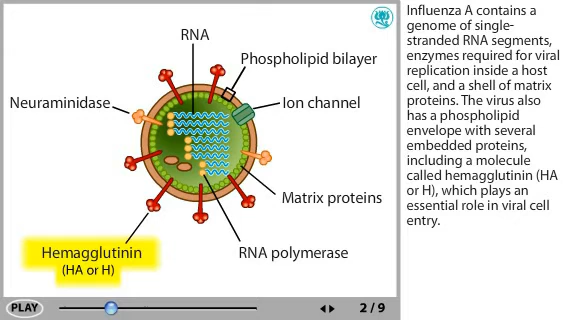 RNA
Phospholipid bilayer
Neuraminidase
Ion channel
Matrix proteins
Hemagglutinin
(HA or H)
RNA polymerase
PLAY
2 / 9
Influenza A contains a
genome of single-
stranded RNA segments,
enzymes required for viral
replication inside a host
cell, and a shell of matrix
proteins. The virus also
has a phospholipid
envelope with several
embedded proteins,
including a molecule
called hemagglutinin (HA
or H), which plays an
essential role in viral cell
entry.